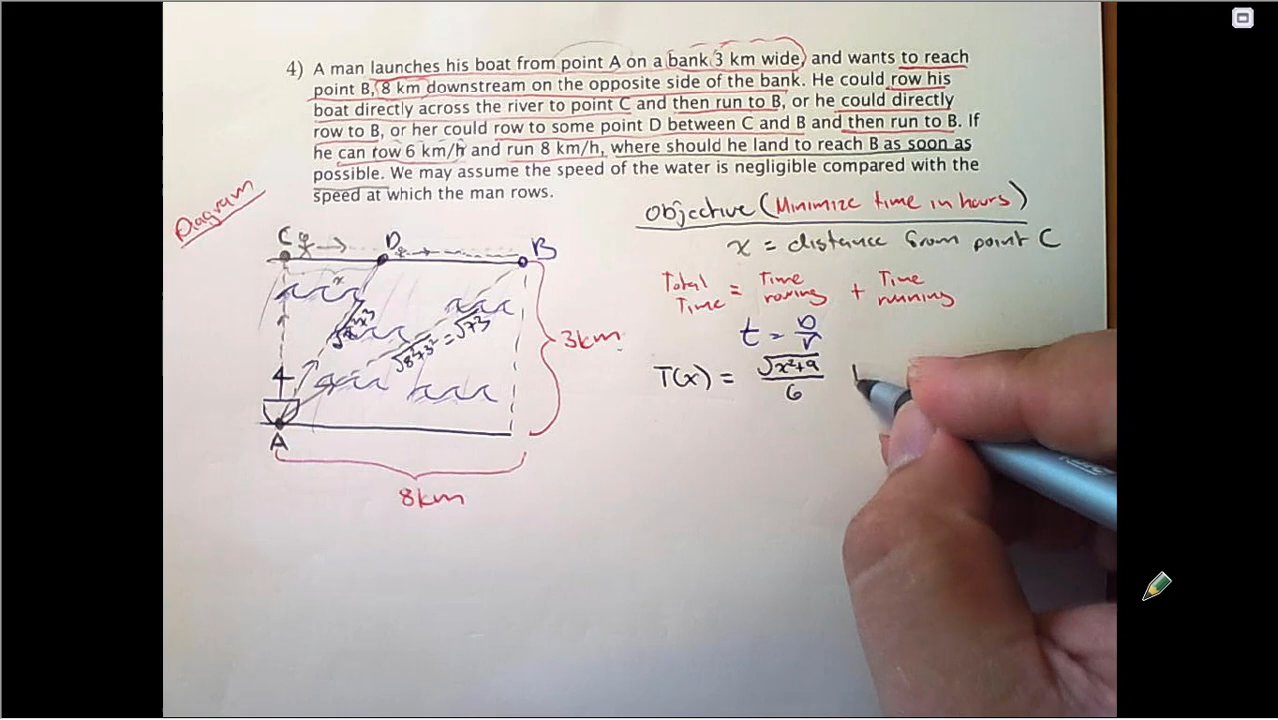 4) A man launches his boat from point A on a bank 3 km wide, and wants to reach
point B, 8 km downstream on the opposite side of the bank. He could row his
boat directly across the river to point C and then run to B, or he could directly
row to B, or her could row to some point D between C and B and then run to B. If
he can row 6 km/h and run 8 km/h, where should he land to reach B as soon as
possible. We may assume the speed of the water is negligible compared with the
speed at which the man rows.
Diagram
Objective (Minimize time in hours)
x = distance from point C
C D B
x
Total Time = Time rowing + Time running
√8²+3² = √73
3km
t = D/r
T(x) = √x²+9/6
A
8km